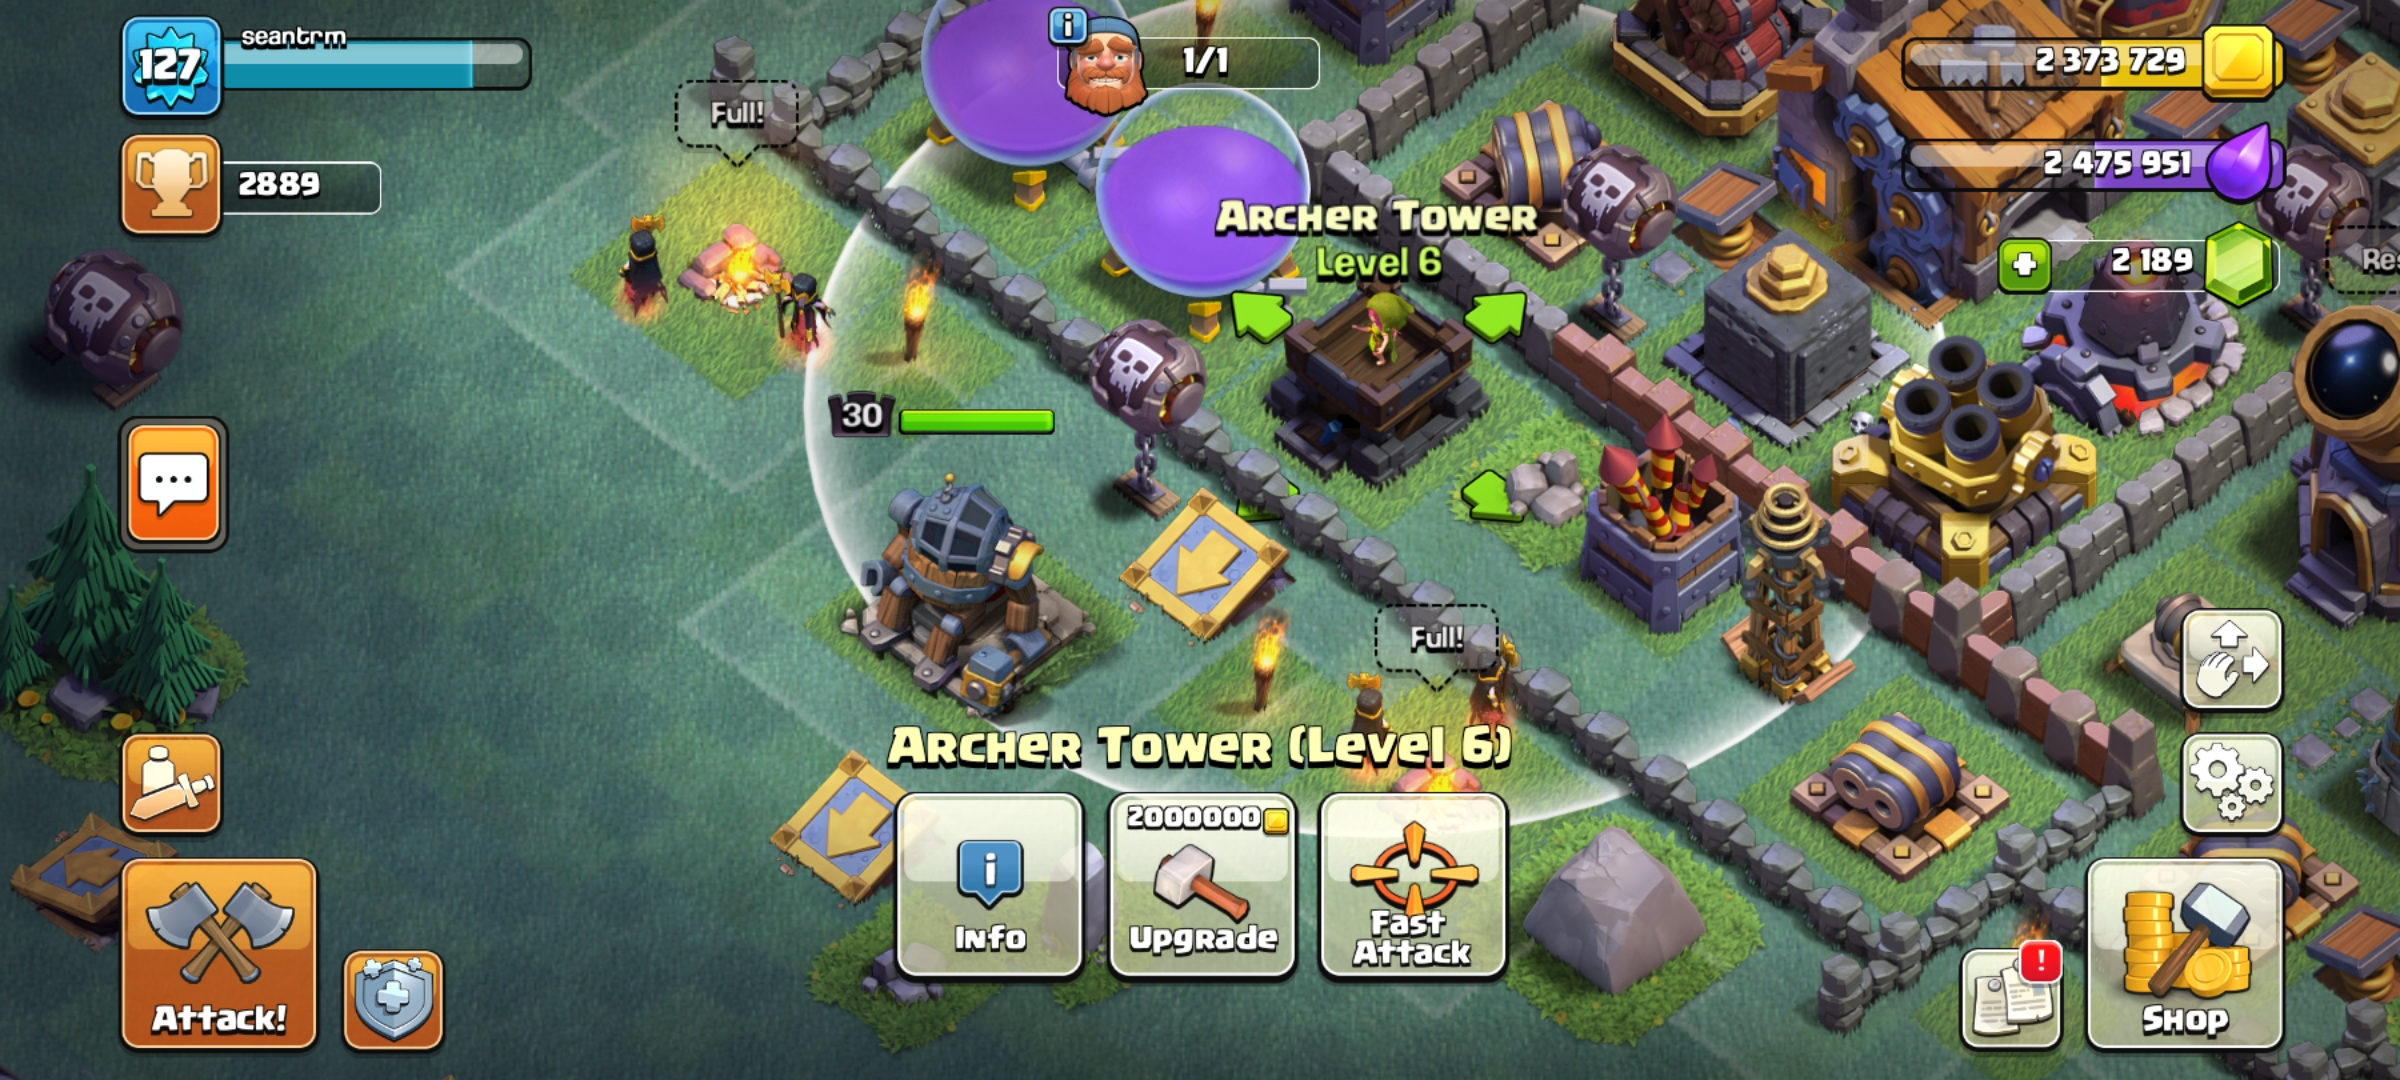 127
seantrm
1/1
2 373 729
Full!
2889
2 475 951
Archer Tower
Level 6
2 189
Res
30
Full!
Archer Tower (Level 6)
2000000
Info
Upgrade
Fast
Attack
Attack!
!
Shop